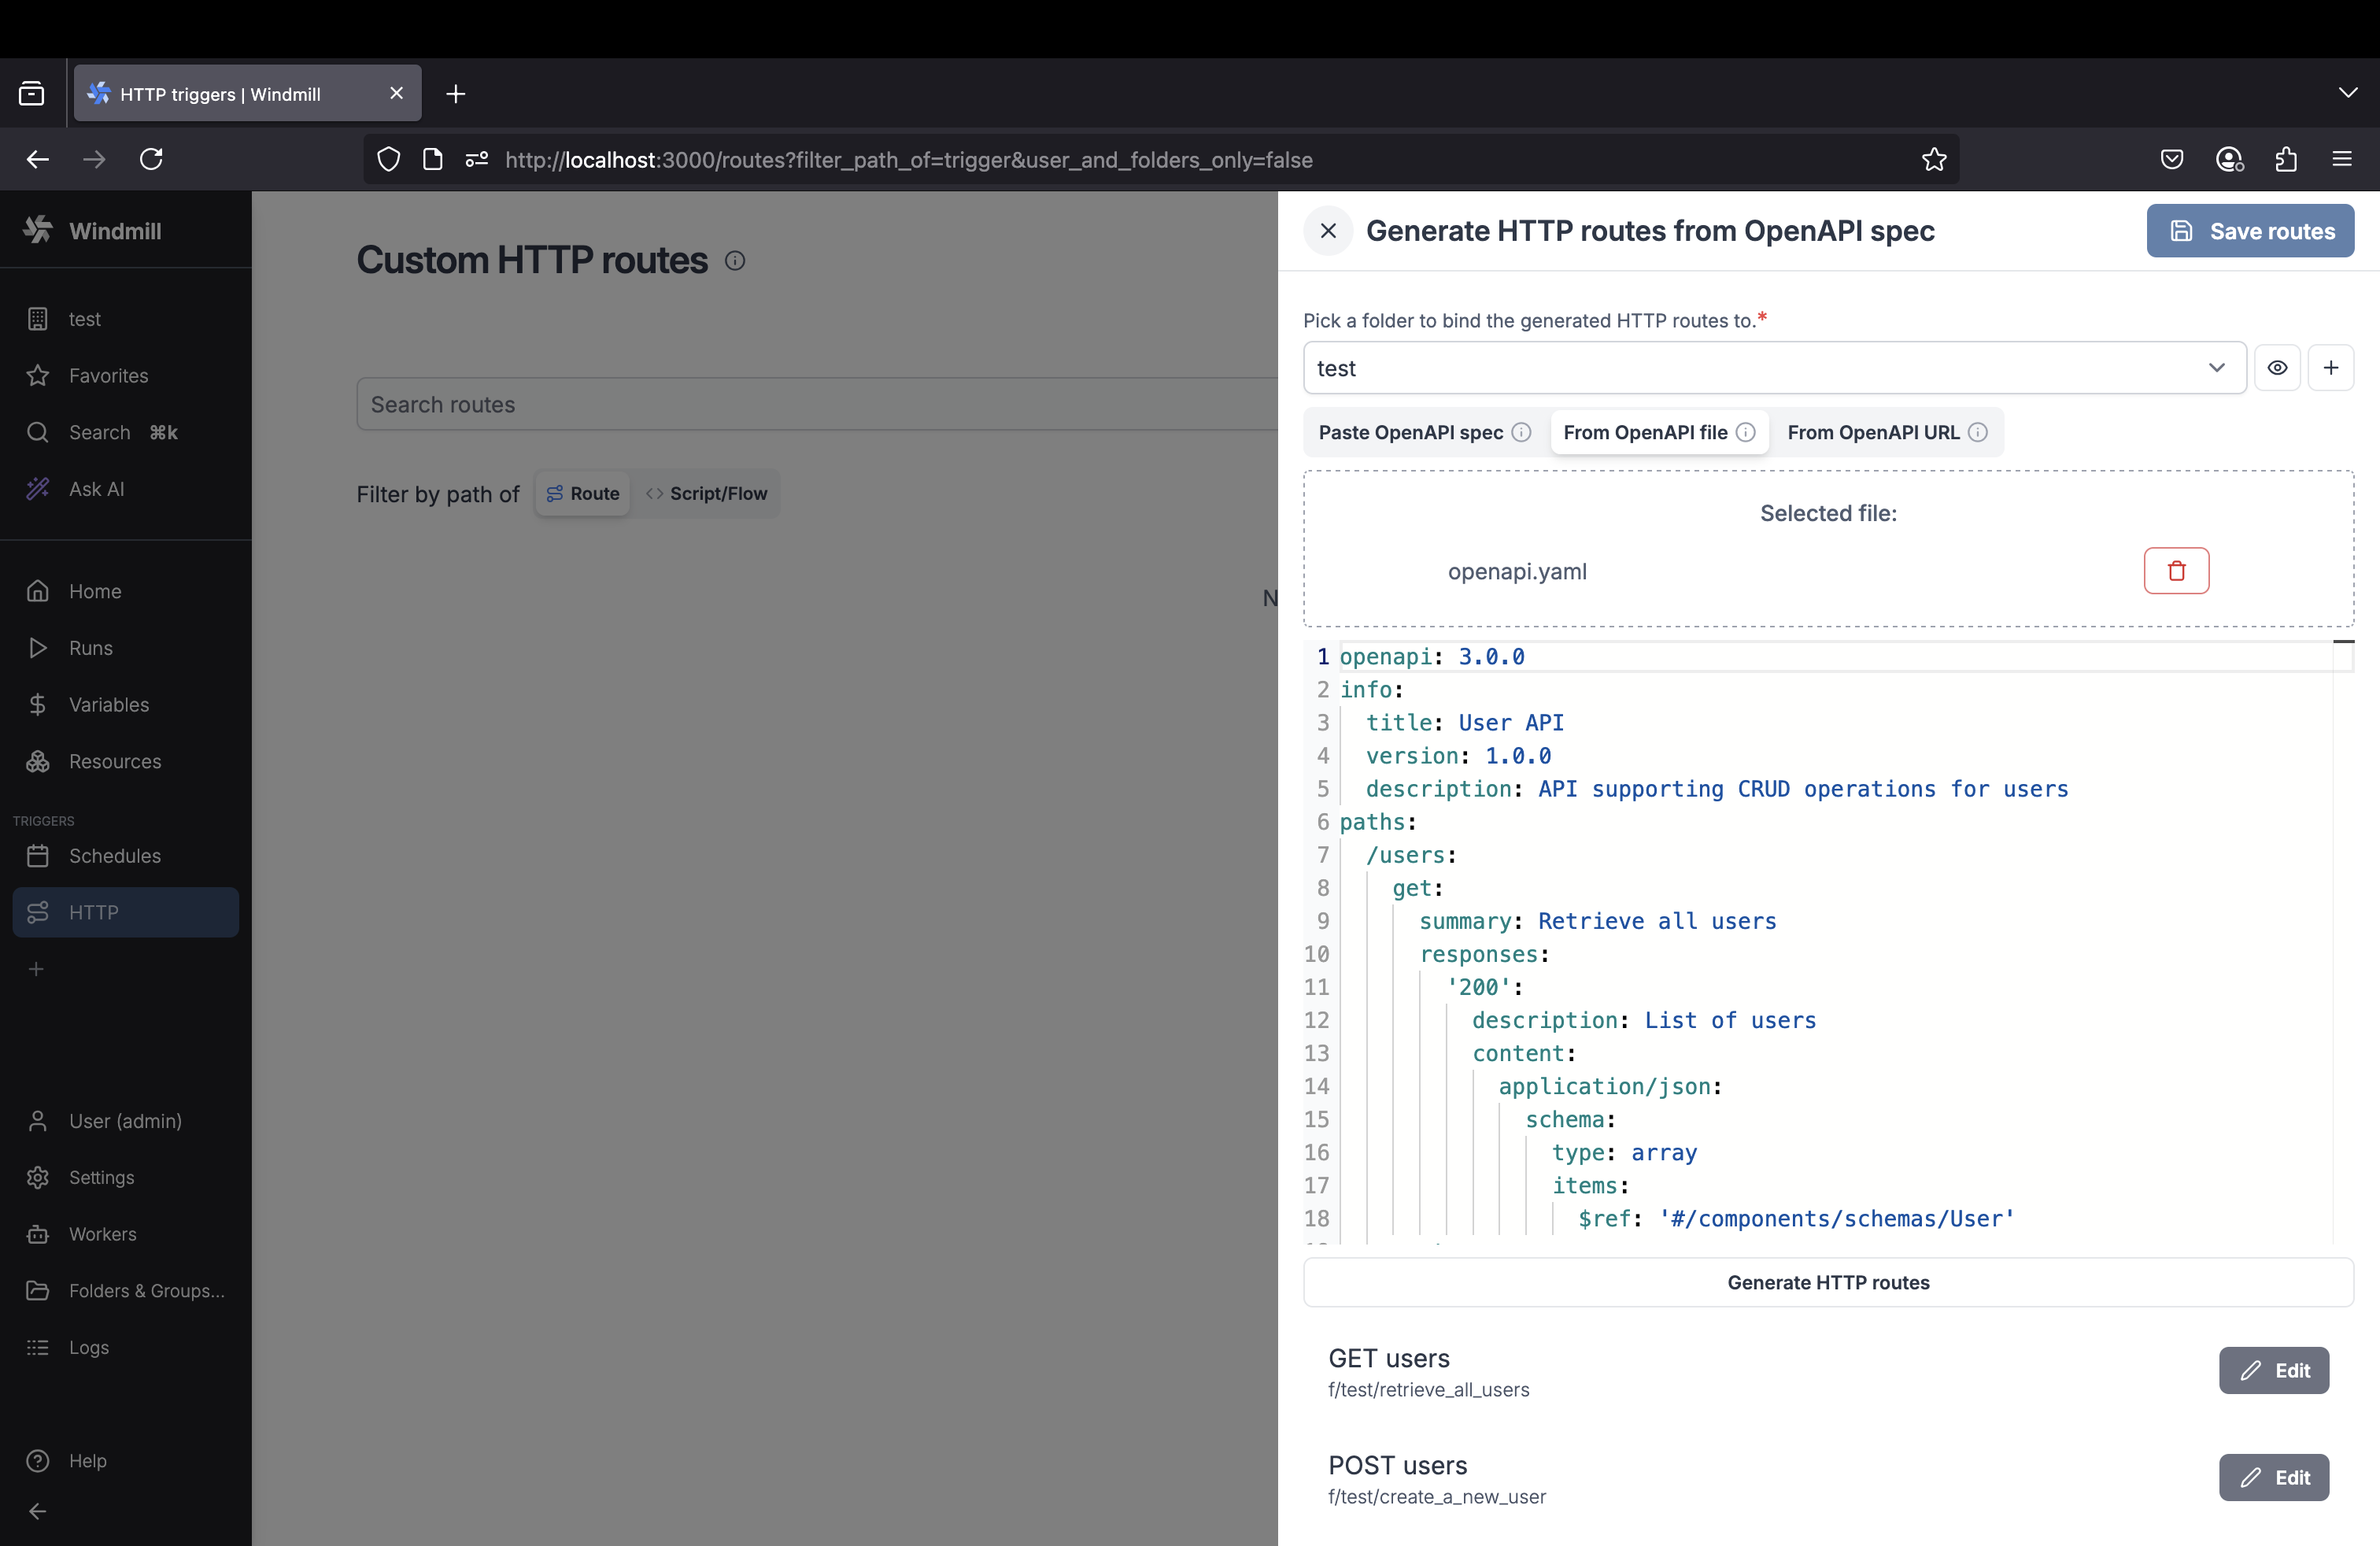 HTTP triggers | Windmill
http://localhost:3000/routes?filter_path_of=trigger&user_and_folders_only=false
Windmill
test
Favorites
Search ⌘k
Ask AI
Home
Runs
Variables
Resources
TRIGGERS
Schedules
HTTP
User (admin)
Settings
Workers
Folders & Groups...
Logs
Help
Custom HTTP routes
Search routes
Filter by path of Route <> Script/Flow
N
Generate HTTP routes from OpenAPI spec
Save routes
Pick a folder to bind the generated HTTP routes to.*
test
Paste OpenAPI spec From OpenAPI file From OpenAPI URL
Selected file:
openapi.yaml
1 openapi: 3.0.0
2 info:
3 title: User API
4 version: 1.0.0
5 description: API supporting CRUD operations for users
6 paths:
7 /users:
8 get:
9 summary: Retrieve all users
10 responses:
11 '200':
12 description: List of users
13 content:
14 application/json:
15 schema:
16 type: array
17 items:
18 $ref: '#/components/schemas/User'
Generate HTTP routes
GET users
f/test/retrieve_all_users
Edit
POST users
f/test/create_a_new_user
Edit